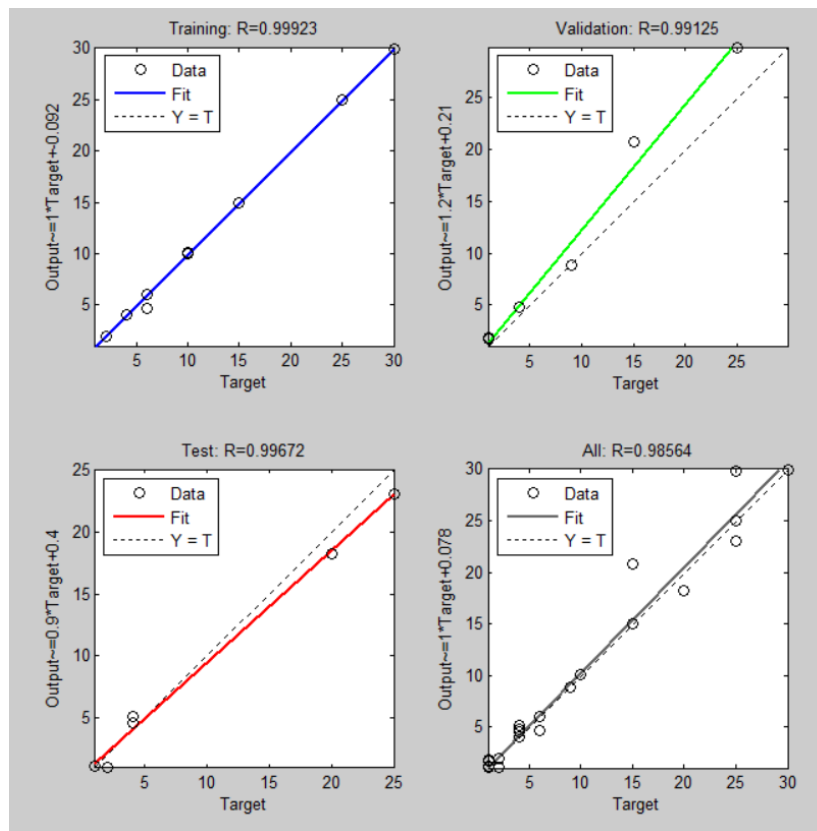 Training: R=0.99923
Output~=1*Target+-0.092
30
25
20
15
10
5
Data
Fit
Y = T
5 10 15 20 25 30
Target
Validation: R=0.99125
Output~=1.2*Target+0.21
25
20
15
10
5
Data
Fit
Y = T
5 10 15 20 25
Target
Test: R=0.99672
Output~=0.9*Target+0.4
25
20
15
10
5
Data
Fit
Y = T
5 10 15 20 25
Target
All: R=0.98564
Output~=1*Target+0.078
30
25
20
15
10
5
Data
Fit
Y = T
5 10 15 20 25 30
Target